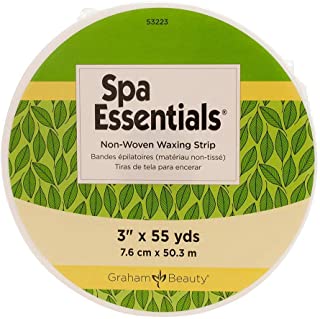 53223
Spa
Essentials®
Non-Woven Waxing Strip
Bandes épilatoires (matériau non-tissé)
Tiras de tela para encerar
3" x 55 yds
7.6 cm x 50.3 m
Graham Beauty®